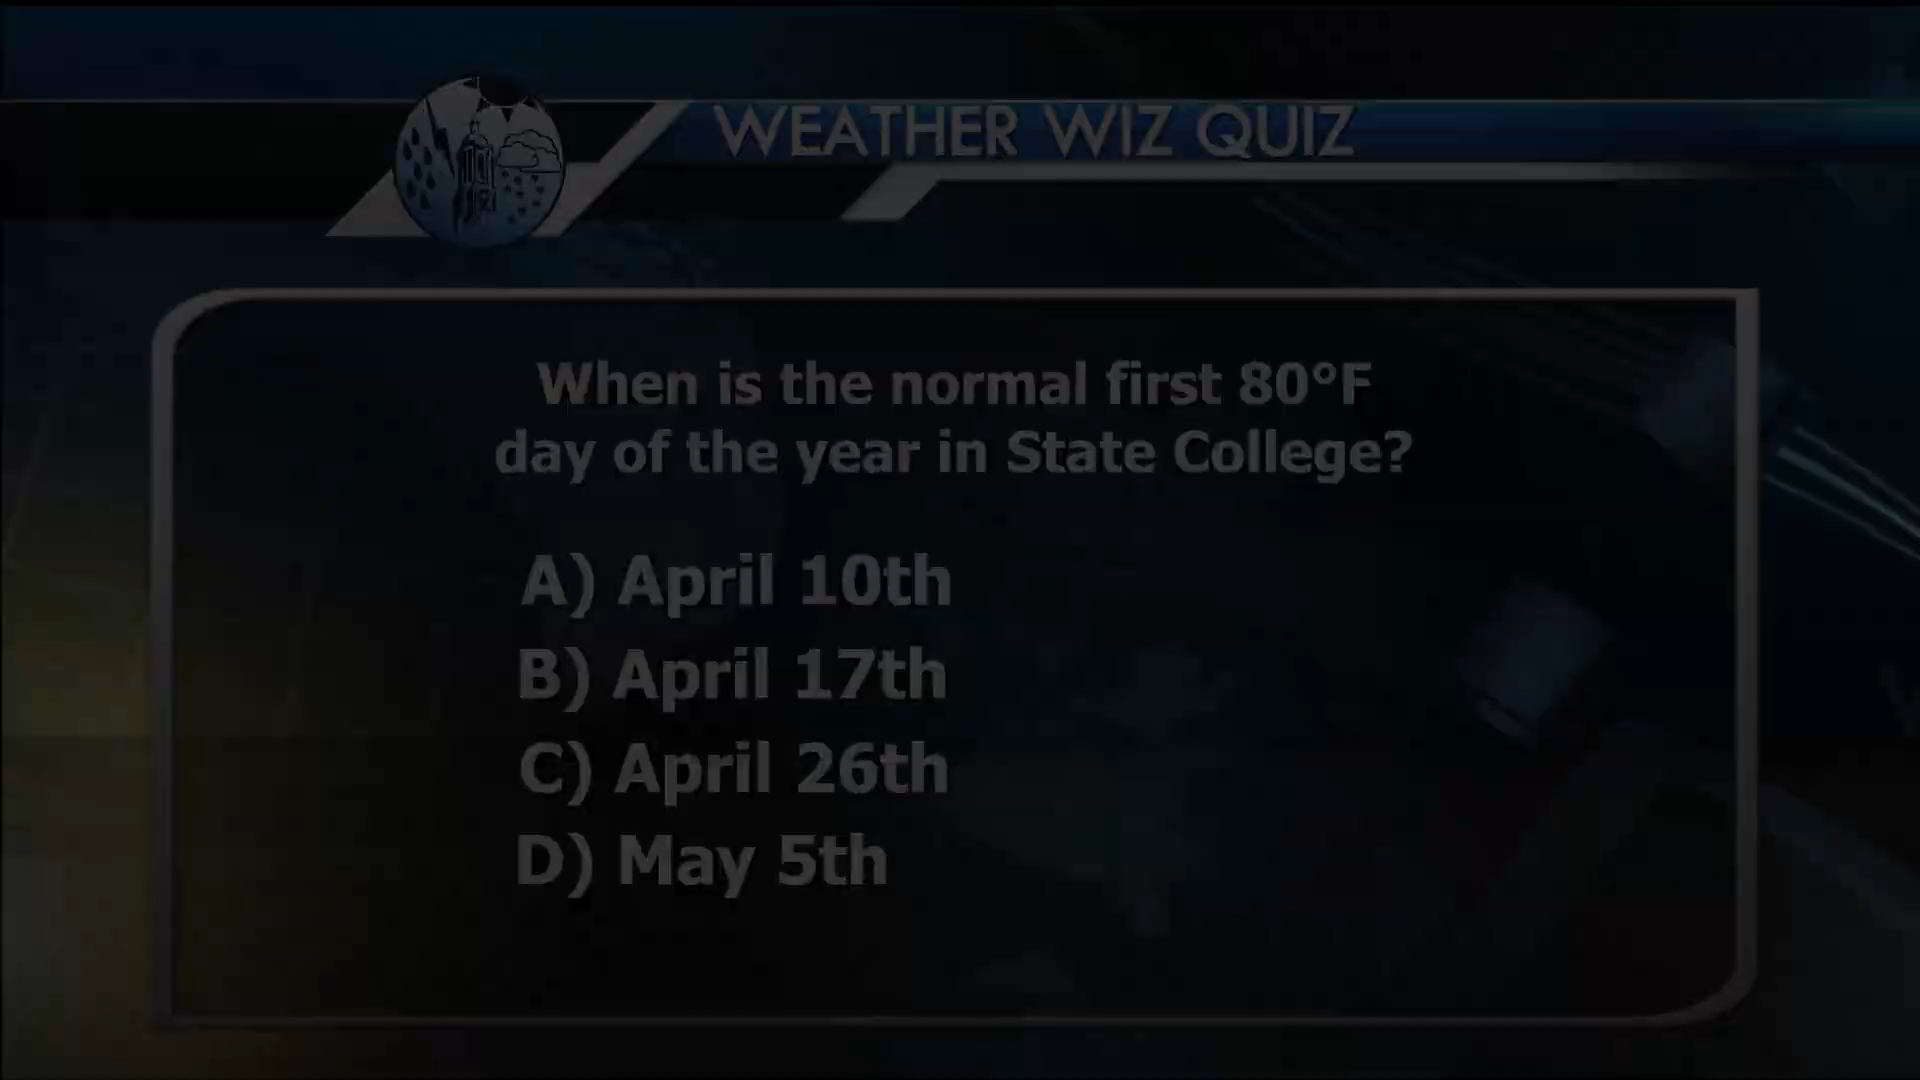 WEATHER WIZ QUIZ
When is the normal first 80°F
day of the year in State College?
A) April 10th
B) April 17th
C) April 26th
D) May 5th